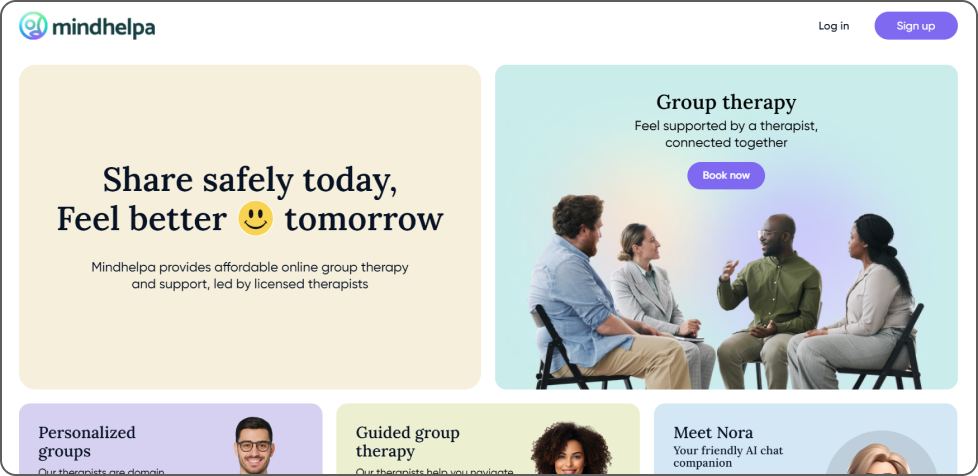 mindhelpa
Log in
Sign up
Share safely today,
Feel better tomorrow
Mindhelpa provides affordable online group therapy
and support, led by licensed therapists
Group therapy
Feel supported by a therapist,
connected together
Book now
Personalized
groups
Our therapists are domain
Guided group
therapy
Our therapists help you navigate
Meet Nora
Your friendly AI chat
companion